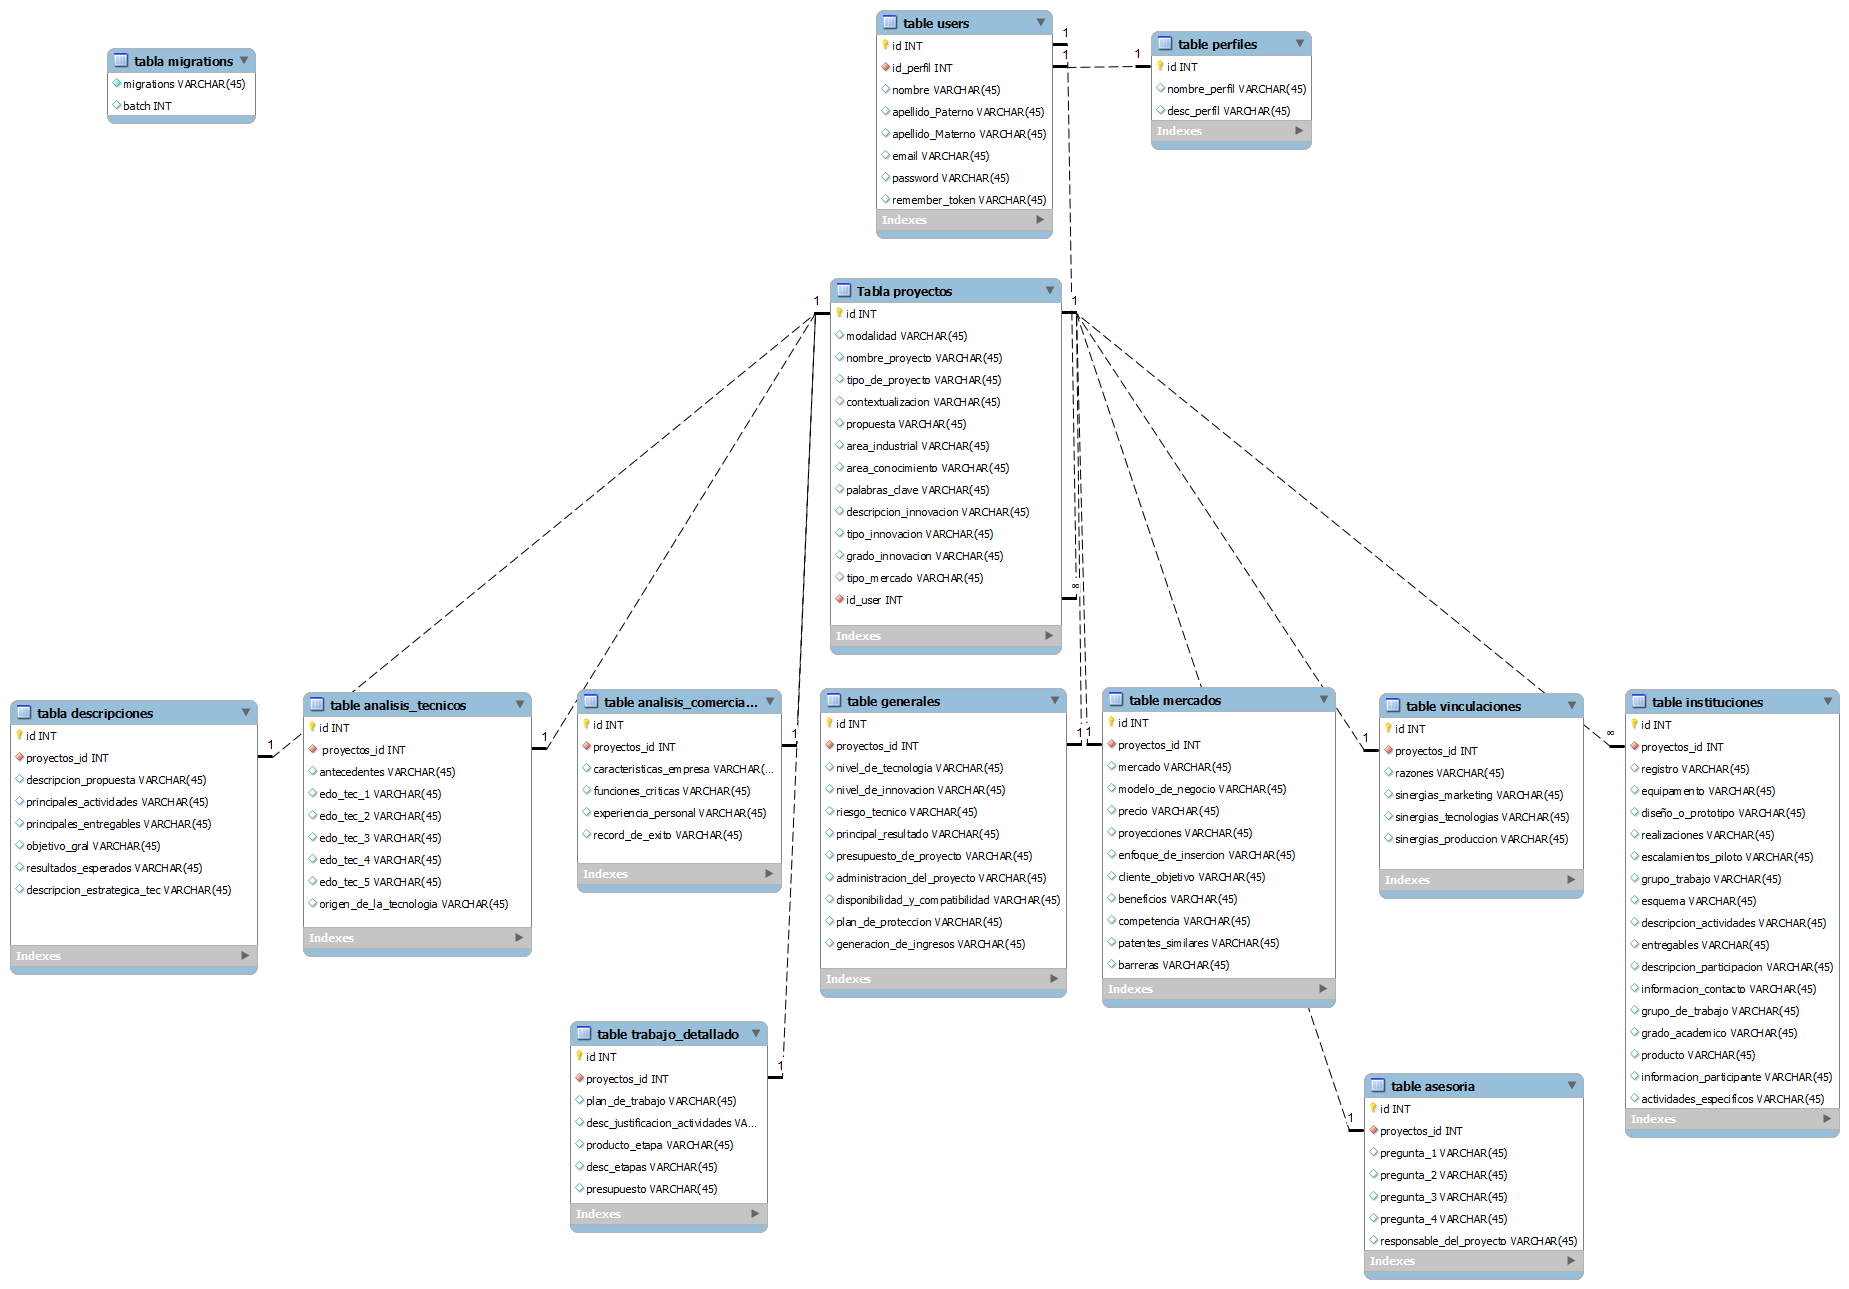 tabla migrations
migrations VARCHAR(45)
batch INT
table users
id INT
id_perfil INT
nombre VARCHAR(45)
apellido_Paterno VARCHAR(45)
apellido_Materno VARCHAR(45)
email VARCHAR(45)
password VARCHAR(45)
remember_token VARCHAR(45)
Indexes
1
1
1
table perfiles
id INT
nombre_perfil VARCHAR(45)
desc_perfil VARCHAR(45)
Indexes
1
1
Tabla proyectos
id INT
modalidad VARCHAR(45)
nombre_proyecto VARCHAR(45)
tipo_de_proyecto VARCHAR(45)
contextualizacion VARCHAR(45)
propuesta VARCHAR(45)
area_industrial VARCHAR(45)
area_conocimiento VARCHAR(45)
palabras_clave VARCHAR(45)
descripcion_innovacion VARCHAR(45)
tipo_innovacion VARCHAR(45)
grado_innovacion VARCHAR(45)
tipo_mercado VARCHAR(45)
id_user INT
Indexes
∞
tabla descripciones
id INT
proyectos_id INT
descripcion_propuesta VARCHAR(45)
principales_actividades VARCHAR(45)
principales_entregables VARCHAR(45)
objetivo_gral VARCHAR(45)
resultados_esperados VARCHAR(45)
descripcion_estrategica_tec VARCHAR(45)
Indexes
1
table analisis_tecnicos
id INT
proyectos_id INT
antecedentes VARCHAR(45)
edo_tec_1 VARCHAR(45)
edo_tec_2 VARCHAR(45)
edo_tec_3 VARCHAR(45)
edo_tec_4 VARCHAR(45)
edo_tec_5 VARCHAR(45)
origen_de_la_tecnologia VARCHAR(45)
Indexes
1
table analisis_comercia...
id INT
proyectos_id INT
caracteristicas_empresa VARCHAR(...
funciones_criticas VARCHAR(45)
experiencia_personal VARCHAR(45)
record_de_exito VARCHAR(45)
Indexes
1
table generales
id INT
proyectos_id INT
nivel_de_tecnologia VARCHAR(45)
nivel_de_innovacion VARCHAR(45)
riesgo_tecnico VARCHAR(45)
principal_resultado VARCHAR(45)
presupuesto_de_proyecto VARCHAR(45)
administracion_del_proyecto VARCHAR(45)
disponibilidad_y_compatibilidad VARCHAR(45)
plan_de_proteccion VARCHAR(45)
generacion_de_ingresos VARCHAR(45)
Indexes
1
1
table mercados
id INT
proyectos_id INT
mercado VARCHAR(45)
modelo_de_negocio VARCHAR(45)
precio VARCHAR(45)
proyecciones VARCHAR(45)
enfoque_de_insercion VARCHAR(45)
cliente_objetivo VARCHAR(45)
beneficios VARCHAR(45)
competencia VARCHAR(45)
patentes_similares VARCHAR(45)
barreras VARCHAR(45)
Indexes
1
table vinculaciones
id INT
proyectos_id INT
razones VARCHAR(45)
sinergias_marketing VARCHAR(45)
sinergias_tecnologias VARCHAR(45)
sinergias_produccion VARCHAR(45)
Indexes
∞
table instituciones
id INT
proyectos_id INT
registro VARCHAR(45)
equipamento VARCHAR(45)
diseño_o_prototipo VARCHAR(45)
realizaciones VARCHAR(45)
escalamientos_piloto VARCHAR(45)
grupo_trabajo VARCHAR(45)
esquema VARCHAR(45)
descripcion_actividades VARCHAR(45)
entregables VARCHAR(45)
descripcion_participacion VARCHAR(45)
informacion_contacto VARCHAR(45)
grupo_de_trabajo VARCHAR(45)
grado_academico VARCHAR(45)
producto VARCHAR(45)
informacion_participante VARCHAR(45)
actividades_especificos VARCHAR(45)
Indexes
table trabajo_detallado
id INT
proyectos_id INT
plan_de_trabajo VARCHAR(45)
desc_justificacion_actividades VA...
producto_etapa VARCHAR(45)
desc_etapas VARCHAR(45)
presupuesto VARCHAR(45)
Indexes
1
1
table asesoria
id INT
proyectos_id INT
pregunta_1 VARCHAR(45)
pregunta_2 VARCHAR(45)
pregunta_3 VARCHAR(45)
pregunta_4 VARCHAR(45)
responsable_del_proyecto VARCHAR(45)
Indexes